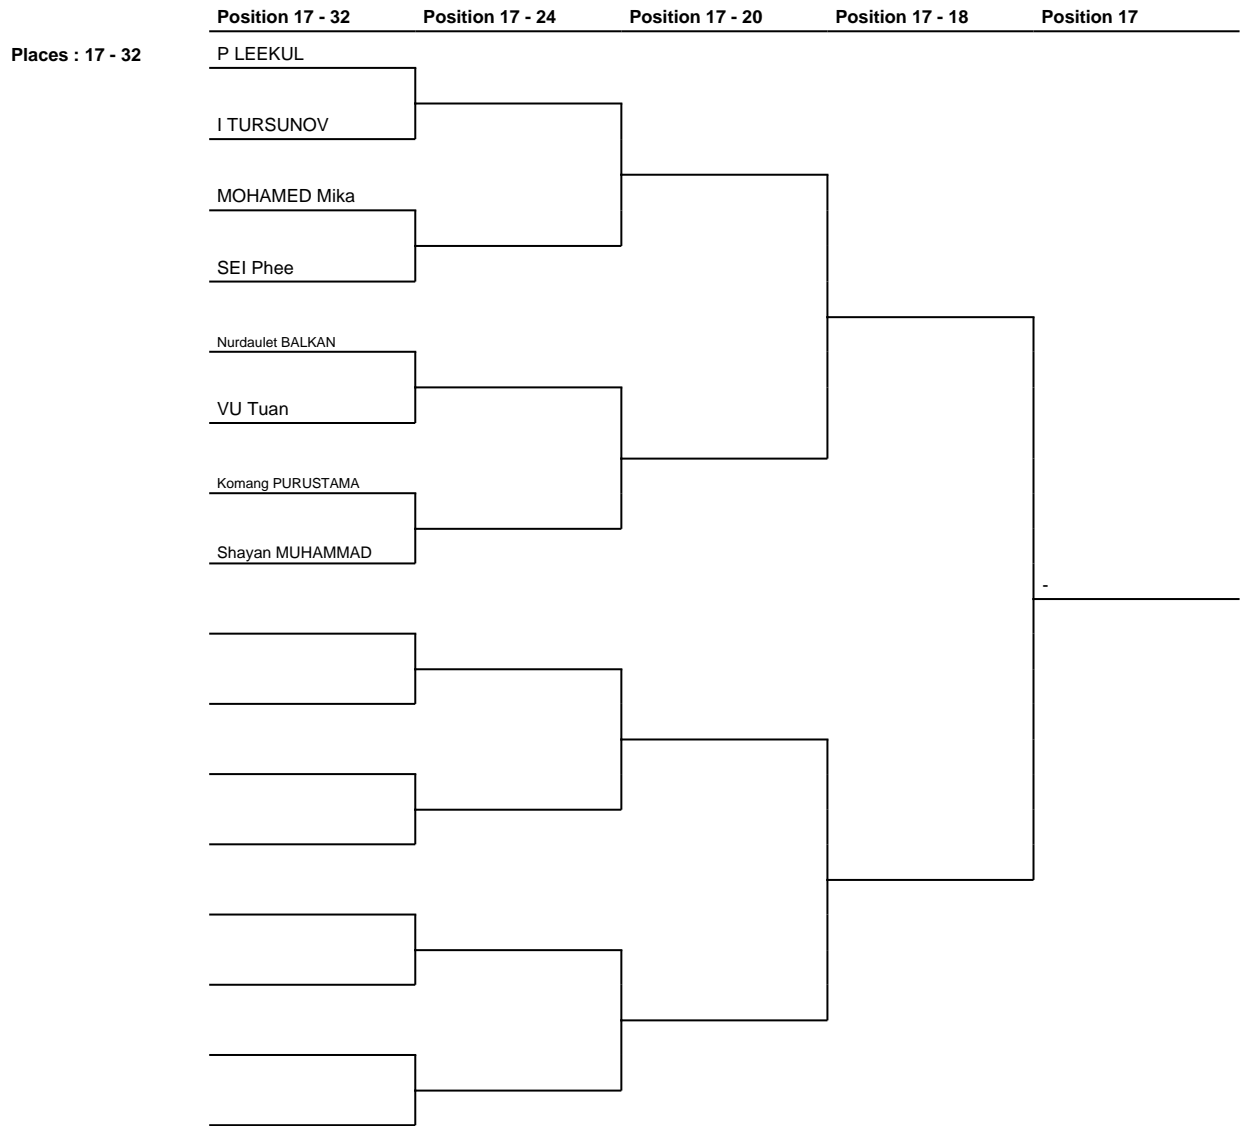 Position 17 - 32 Position 17 - 24 Position 17 - 20 Position 17 - 18 Position 17
Places : 17 - 32 P LEEKUL
I TURSUNOV
MOHAMED Mika
SEI Phee
Nurdaulet BALKAN
VU Tuan
Komang PURUSTAMA
Shayan MUHAMMAD
-